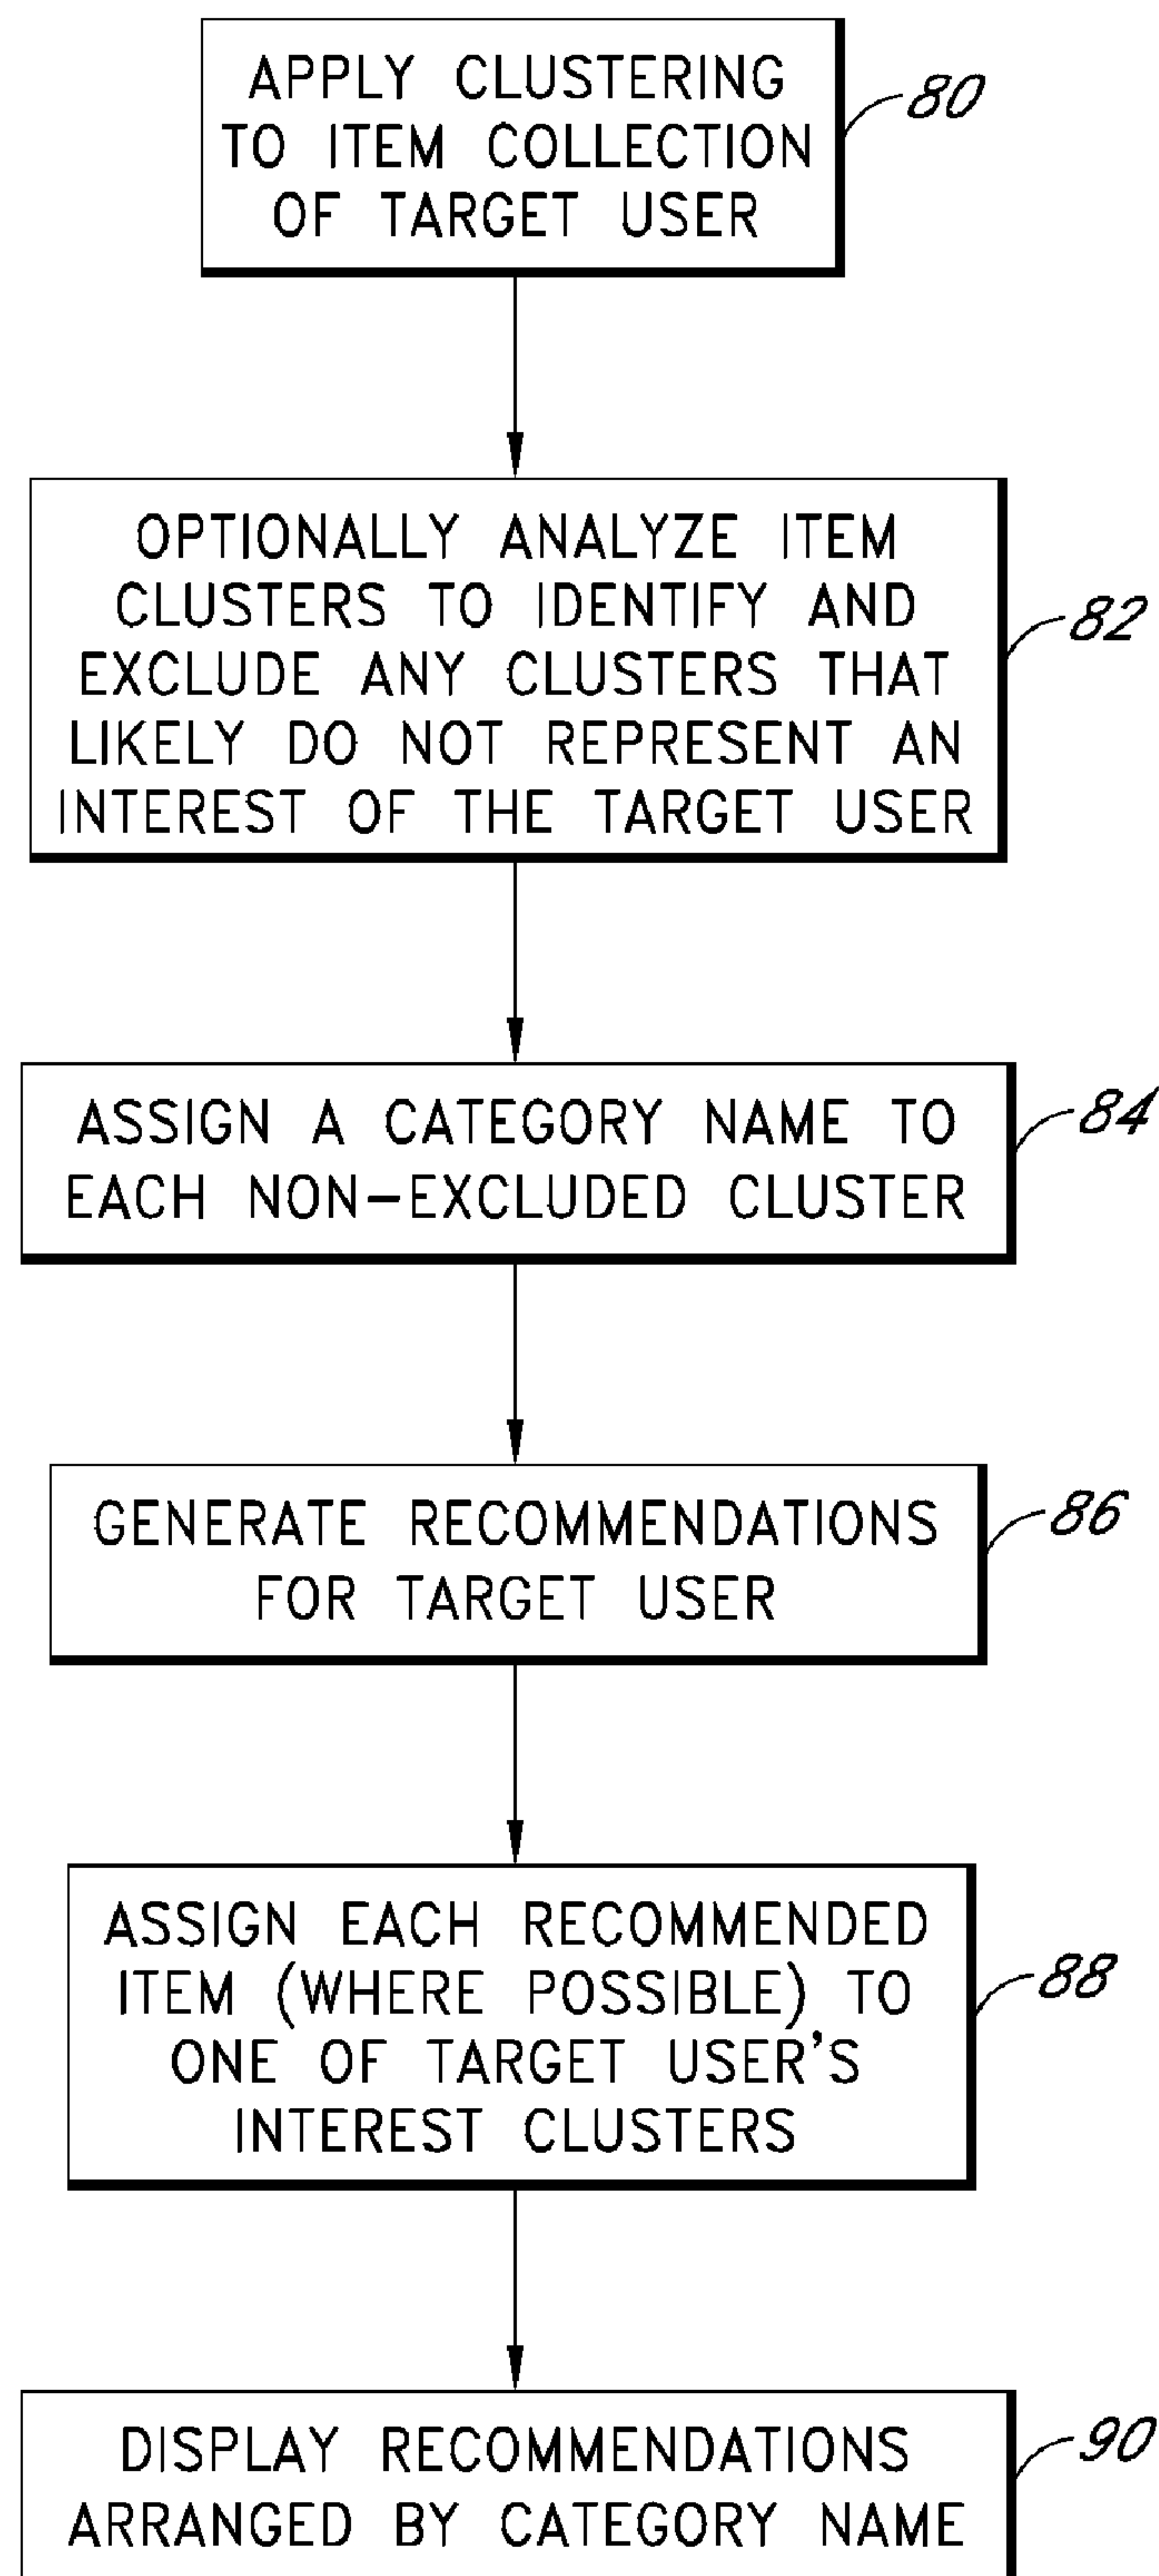 APPLY CLUSTERING
TO ITEM COLLECTION
OF TARGET USER
80
OPTIONALLY ANALYZE ITEM
CLUSTERS TO IDENTIFY AND
EXCLUDE ANY CLUSTERS THAT
LIKELY DO NOT REPRESENT AN
INTEREST OF THE TARGET USER
82
ASSIGN A CATEGORY NAME TO
EACH NON-EXCLUDED CLUSTER
84
GENERATE RECOMMENDATIONS
FOR TARGET USER
86
ASSIGN EACH RECOMMENDED
ITEM (WHERE POSSIBLE) TO
ONE OF TARGET USER'S
INTEREST CLUSTERS
88
DISPLAY RECOMMENDATIONS
ARRANGED BY CATEGORY NAME
90